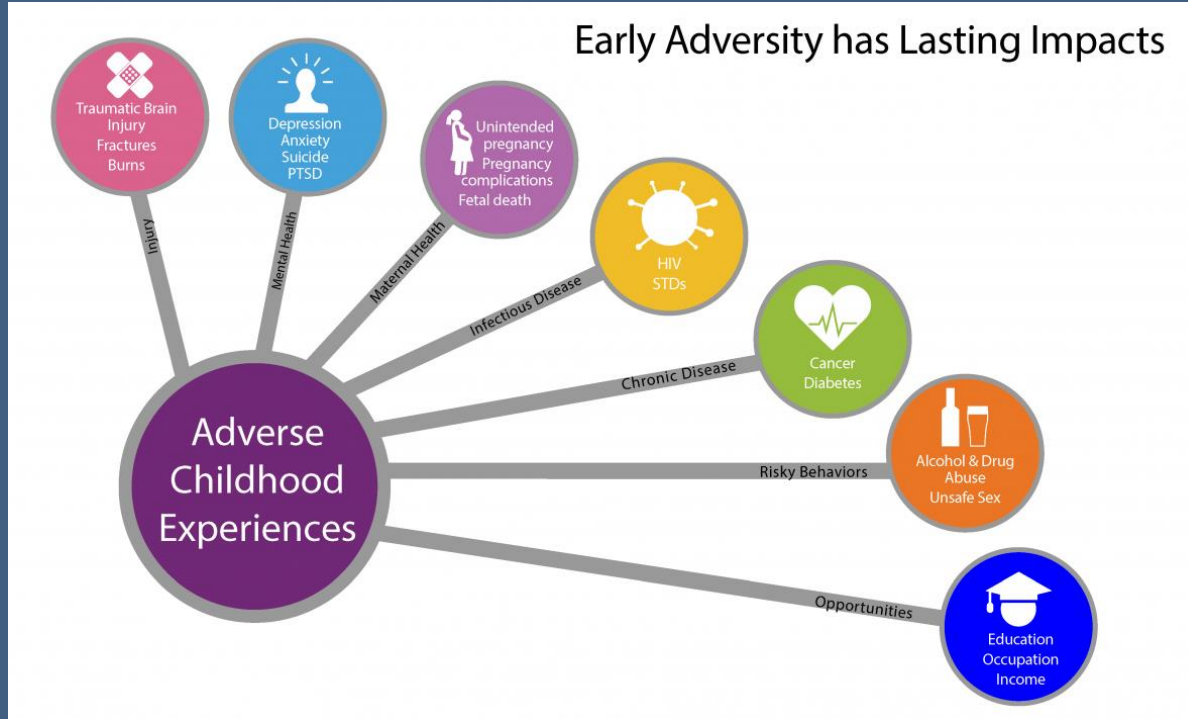 Early Adversity has Lasting Impacts
Traumatic Brain
Injury
Fractures
Burns
Depression
Anxiety
Suicide
PTSD
Unintended
pregnancy
Pregnancy
complications
Fetal death
HIV
STDs
Cancer
Diabetes
Alcohol & Drug
Abuse
Unsafe Sex
Education
Occupation
Income
Injury
Mental Health
Maternal Health
Infectious Disease
Chronic Disease
Risky Behaviors
Opportunities
Adverse
Childhood
Experiences